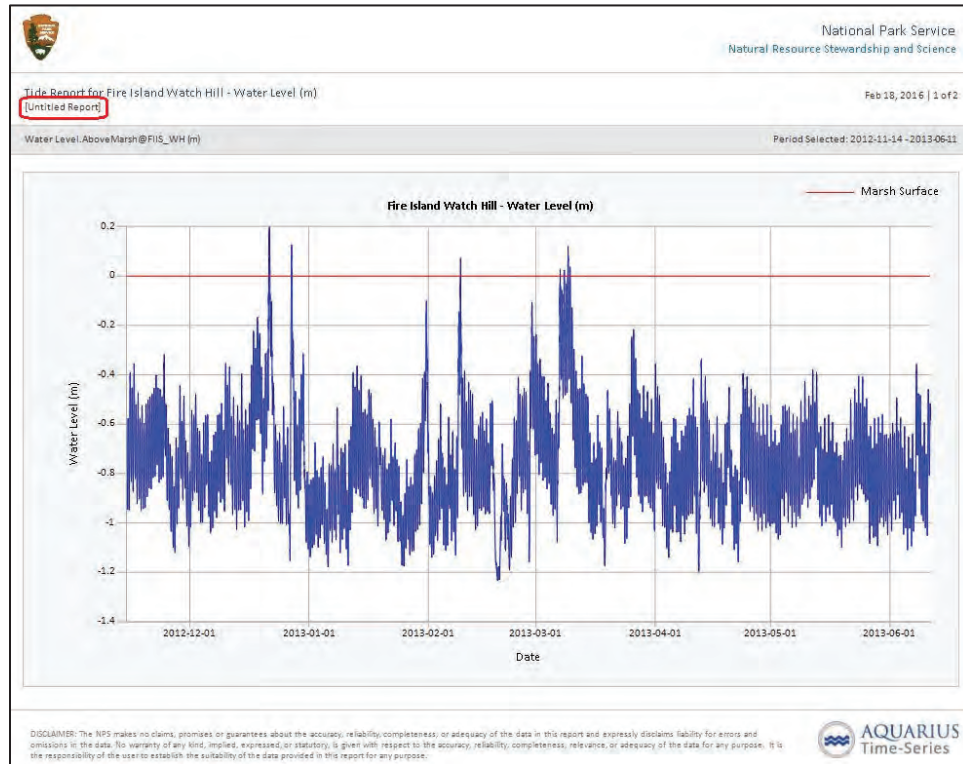 National Park Service
Natural Resource Stewardship and Science
Tide Report for Fire Island Watch Hill - Water Level (m)
[Untitled Report]
Feb 18, 2016 | 1 of 2
Water Level.AboveMarsh@FIIS_WH (m)
Period Selected: 2012-11-14 - 2013-06-11
Marsh Surface
Fire Island Watch Hill - Water Level (m)
0.2
0
-0.2
-0.4
-0.6
-0.8
-1
-1.2
-1.4
Water Level (m)
2012-12-01
2013-01-01
2013-02-01
2013-03-01
2013-04-01
2013-05-01
2013-06-01
Date
DISCLAIMER: The NPS makes no claims, promises or guarantees about the accuracy, reliability, completeness, or adequacy of the data in this report and expressly disclaims liability for errors and
omissions in the data. No warranty of any kind, implied, expressed, or statutory, is given with respect to the accuracy, reliability, completeness, relevance, or adequacy of the data for any purpose. It is
the responsibility of the user to establish the suitability of the data provided in this report for any purpose.
AQUARIUS
Time-Series